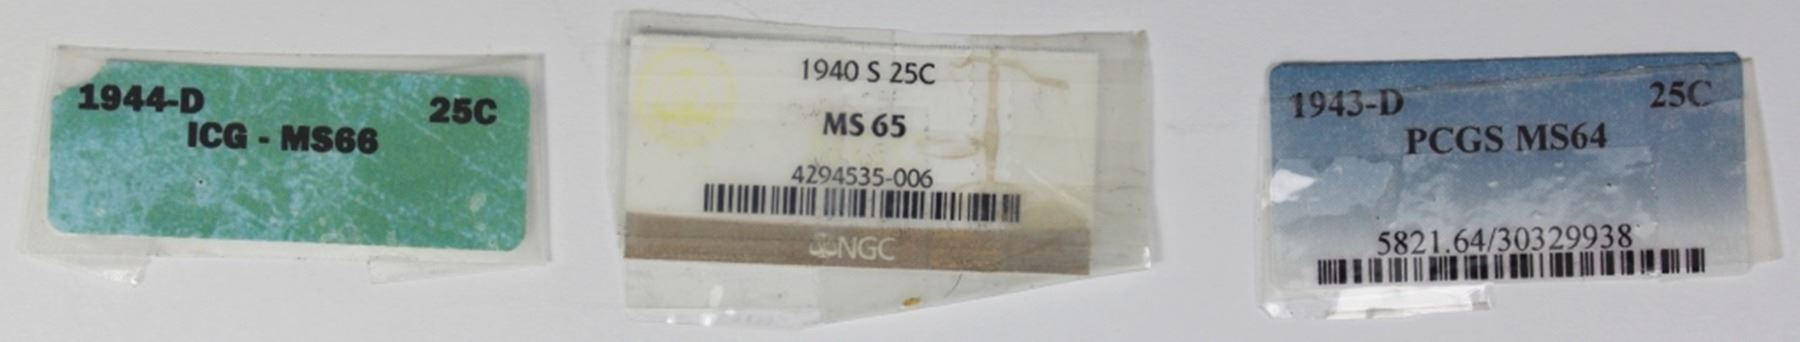 1944-D 25C
ICG - MS66
1940 S 25C
MS 65
4294535-006
NGC
1943-D 25C
PCGS MS64
5821.64/30329938